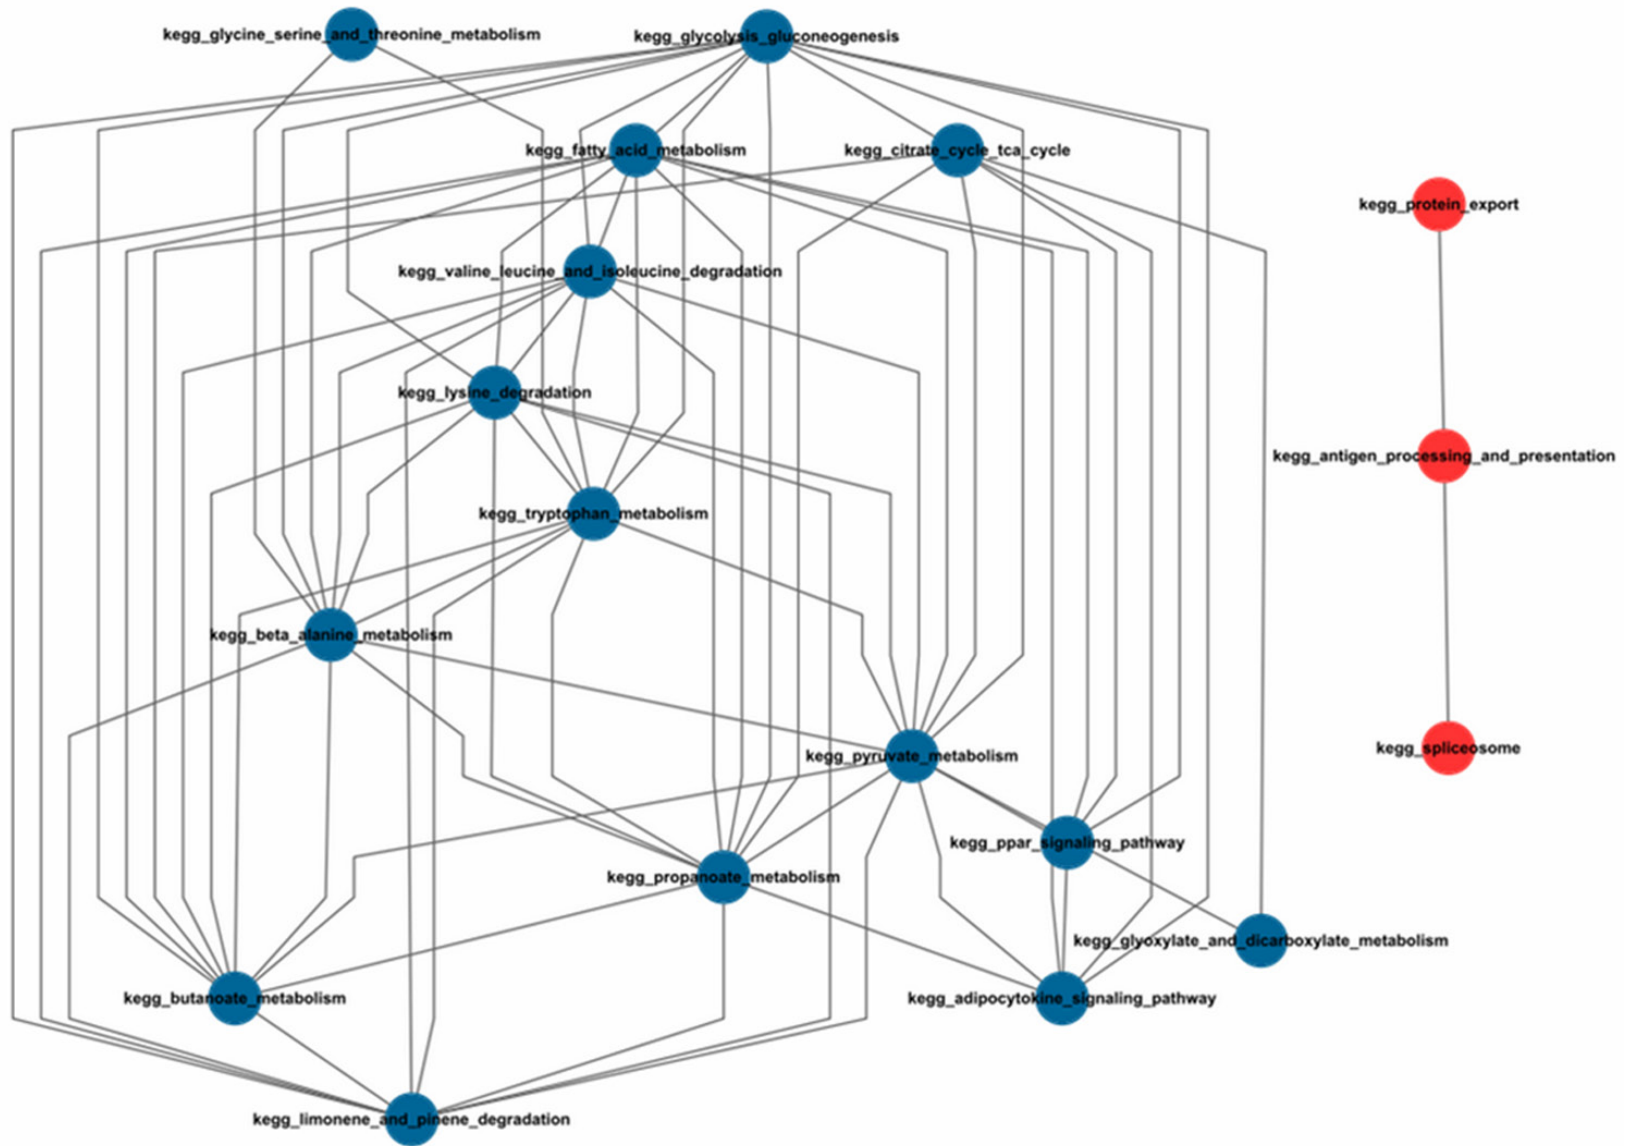 kegg_glycine_serine_and_threonine_metabolism
kegg_glycolysis_gluconeogenesis
kegg_fatty_acid_metabolism
kegg_citrate_cycle_tca_cycle
kegg_protein_export
kegg_valine_leucine_and_isoleucine_degradation
kegg_lysine_degradation
kegg_antigen_processing_and_presentation
kegg_tryptophan_metabolism
kegg_beta_alanine_metabolism
kegg_pyruvate_metabolism
kegg_spliceosome
kegg_ppar_signaling_pathway
kegg_propanoate_metabolism
kegg_glyoxylate_and_dicarboxylate_metabolism
kegg_butanoate_metabolism
kegg_adipocytokine_signaling_pathway
kegg_limonene_and_pinene_degradation